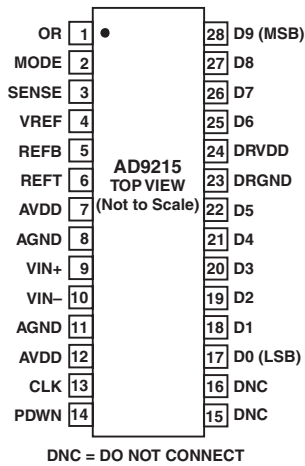 OR 1 28 D9 (MSB)
MODE 2 27 D8
SENSE 3 26 D7
VREF 4 25 D6
REFB 5 24 DRVDD
REFT 6 23 DRGND
AVDD 7 22 D5
AGND 8 21 D4
VIN+ 9 20 D3
VIN– 10 19 D2
AGND 11 18 D1
AVDD 12 17 D0 (LSB)
CLK 13 16 DNC
PDWN 14 15 DNC
AD9215
TOP VIEW
(Not to Scale)
DNC = DO NOT CONNECT